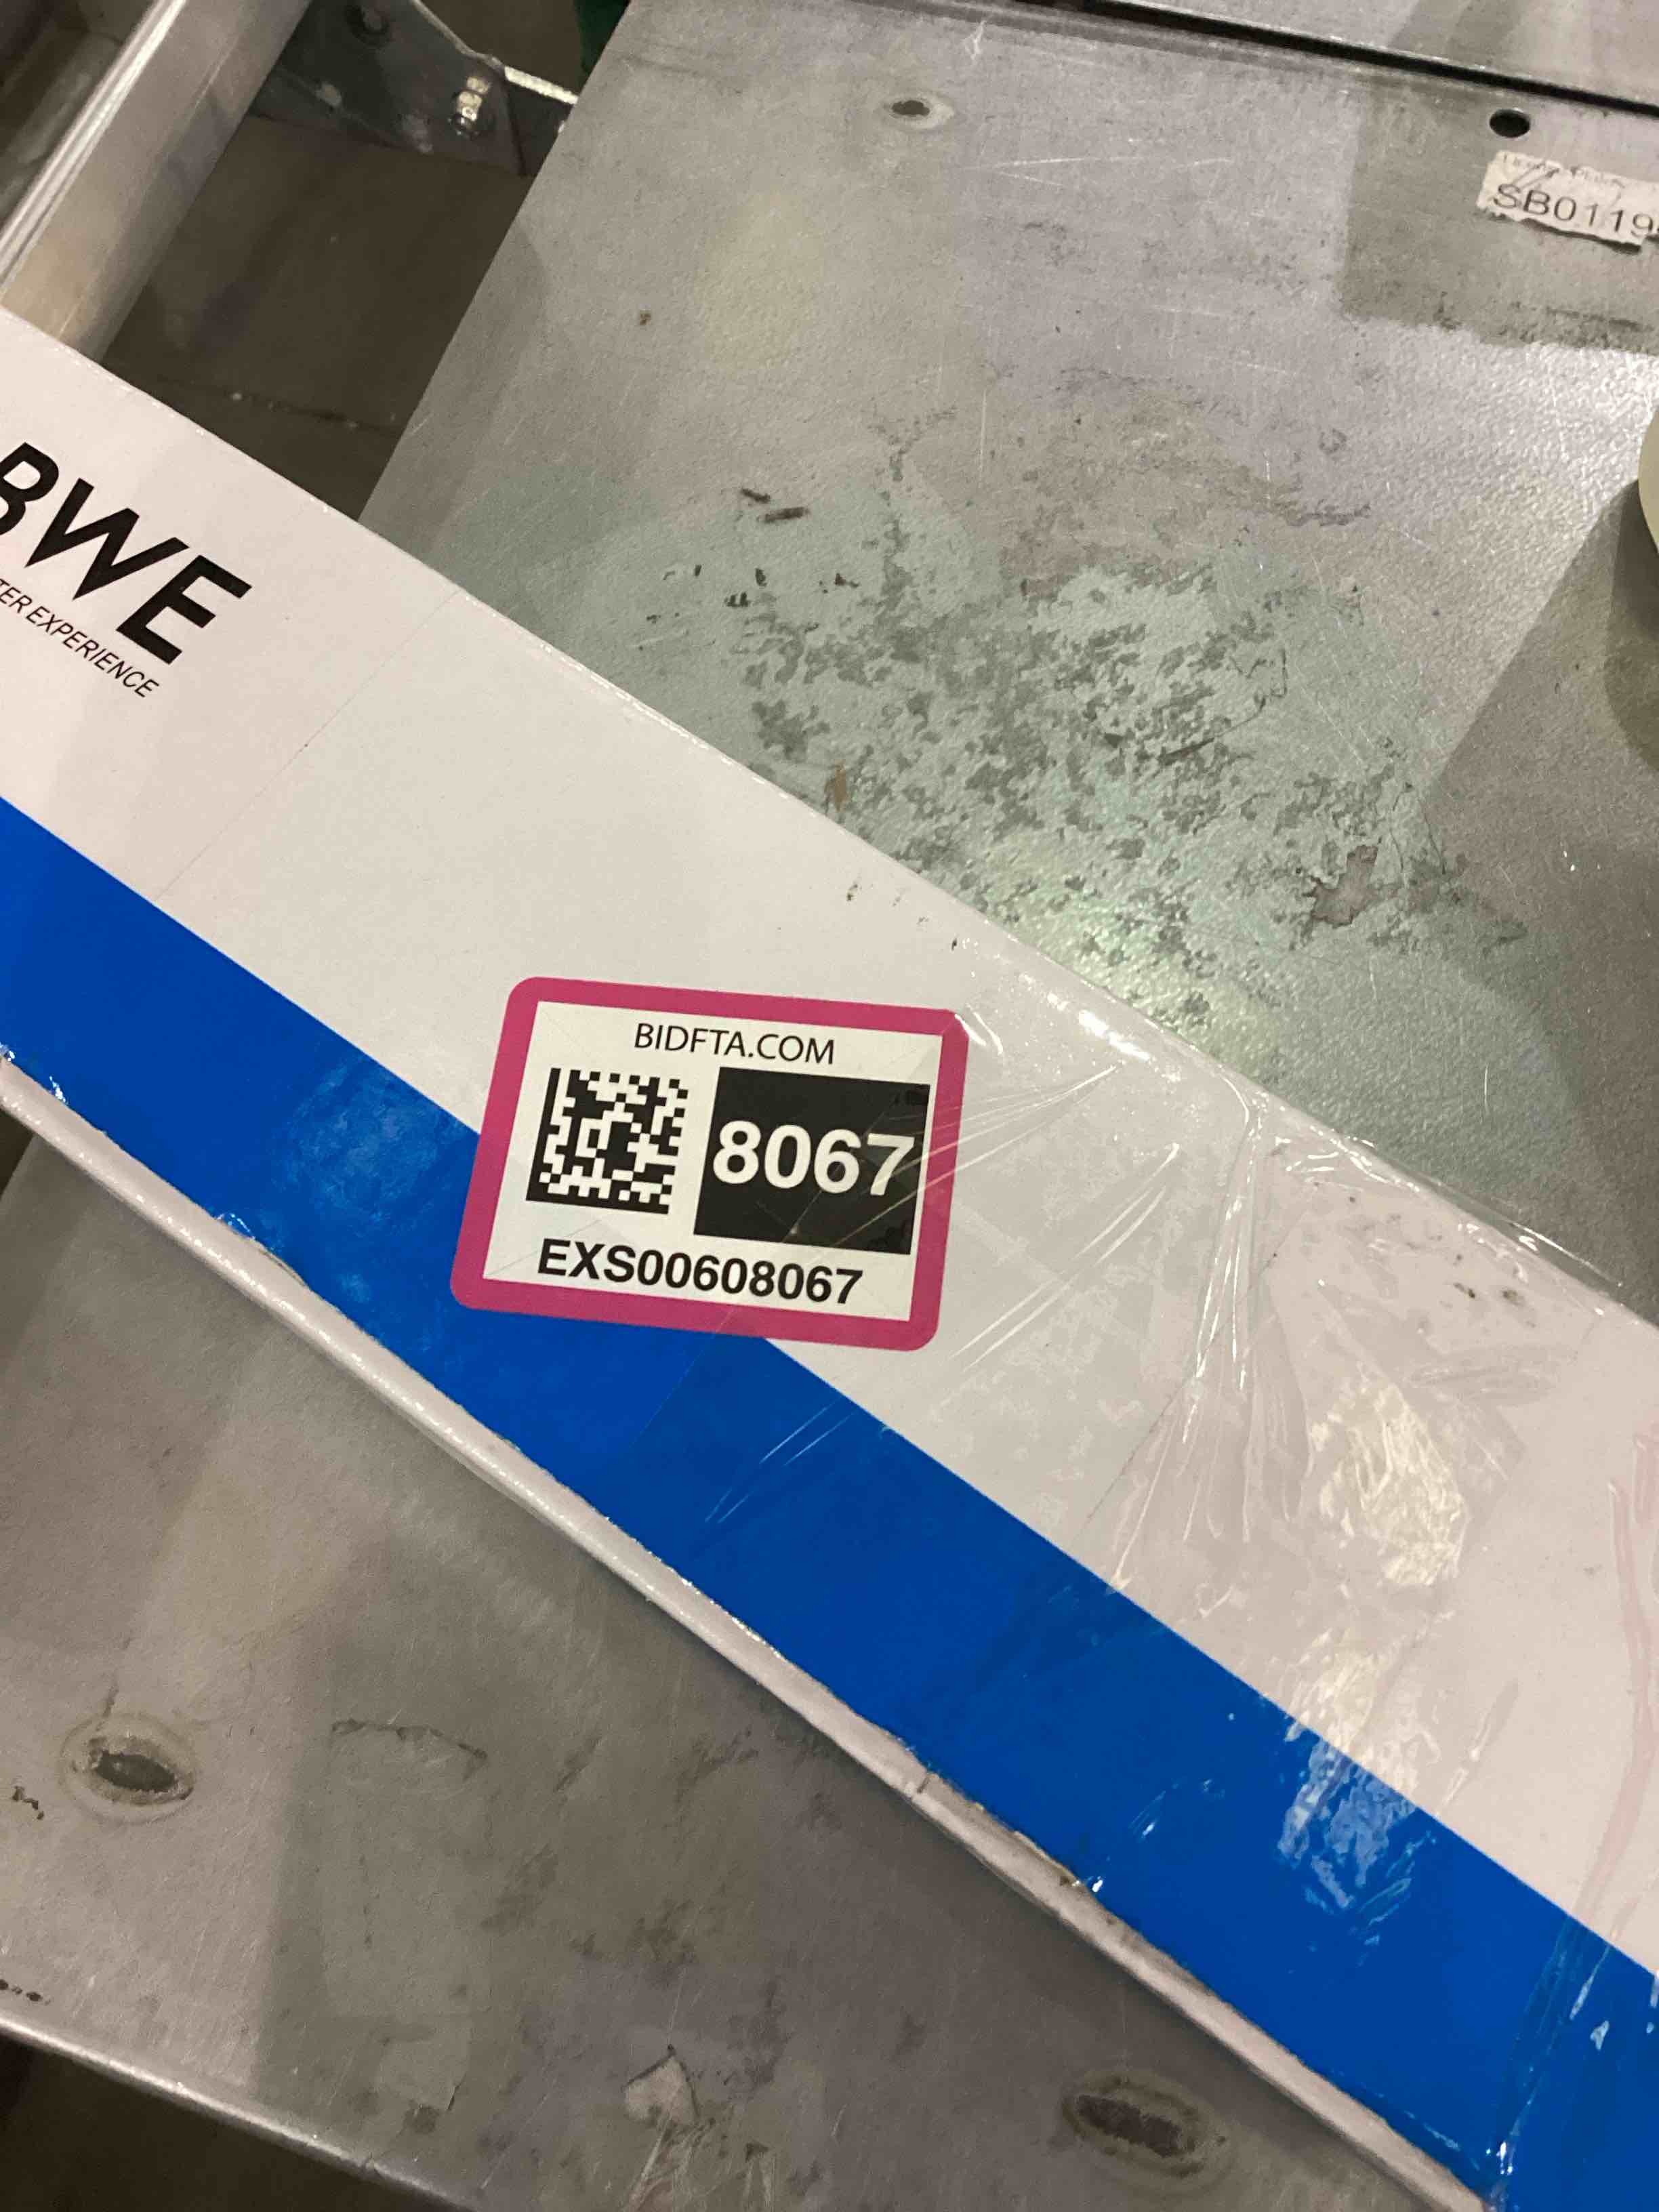 SB0119
BWE
TER EXPERIENCE
BIDFTA.COM
8067
EXS00608067